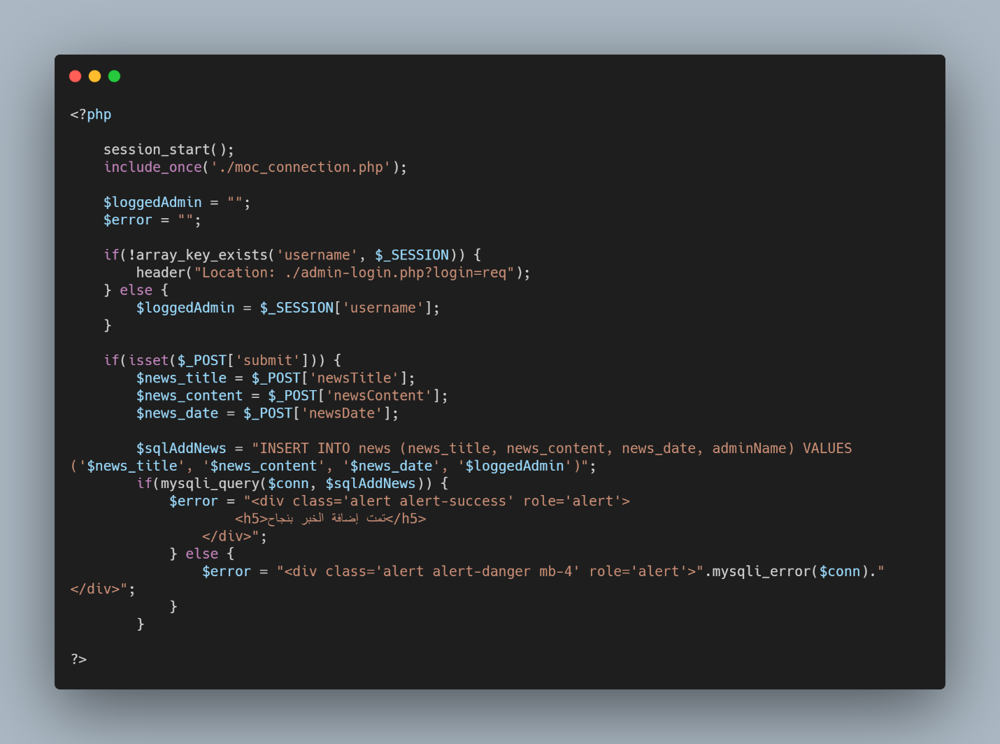 <?php
session_start();
include_once('./moc_connection.php');
$loggedAdmin = "";
$error = "";
if(!array_key_exists('username', $_SESSION)) {
header("Location: ./admin-login.php?login=req");
} else {
$loggedAdmin = $_SESSION['username'];
}
if(isset($_POST['submit'])) {
$news_title = $_POST['newsTitle'];
$news_content = $_POST['newsContent'];
$news_date = $_POST['newsDate'];
$sqlAddNews = "INSERT INTO news (news_title, news_content, news_date, adminName) VALUES
('$news_title', '$news_content', '$news_date', '$loggedAdmin')";
if(mysqli_query($conn, $sqlAddNews)) {
$error = "<div class='alert alert-success' role='alert'>
<h5>تمت إضافة الخبر بنجاح</h5>
</div>";
} else {
$error = "<div class='alert alert-danger mb-4' role='alert'>".mysqli_error($conn)."
</div>";
}
}
?>